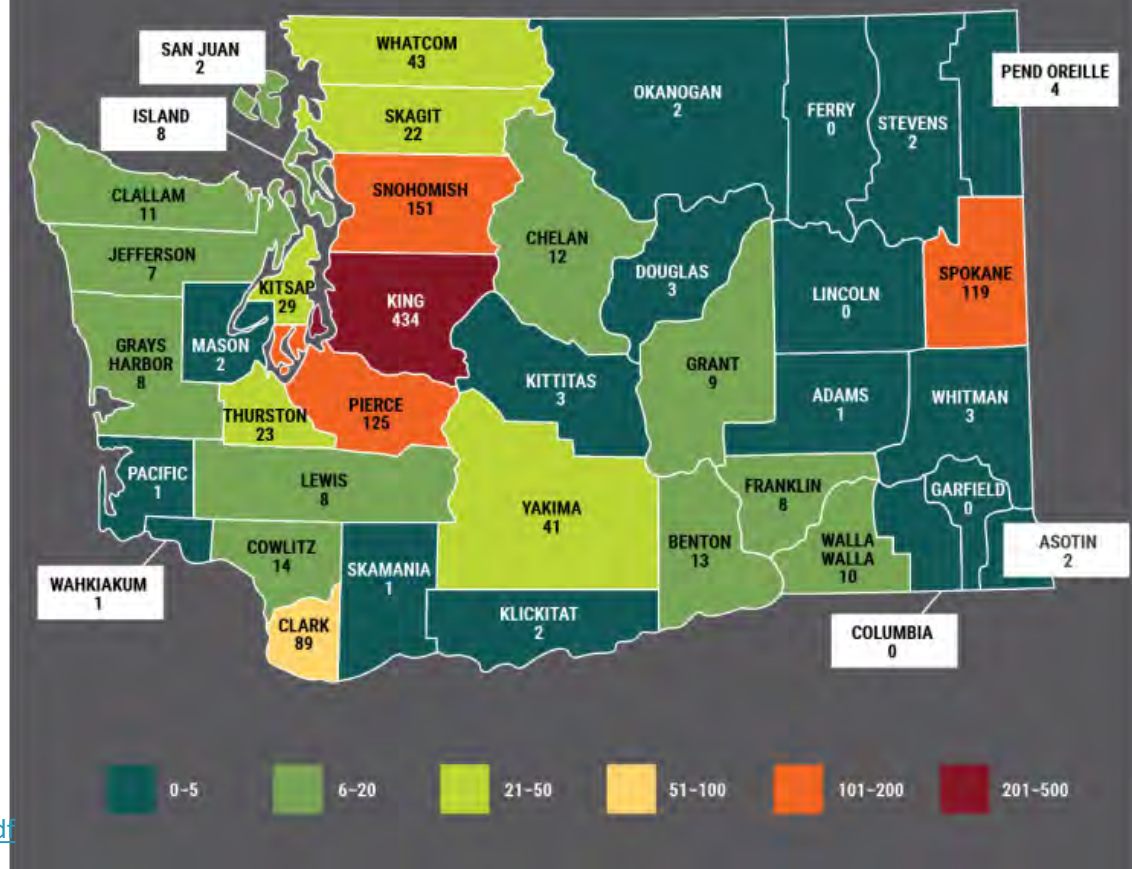 WHATCOM
43
SAN JUAN
2
OKANOGAN
2
FERRY
0
STEVENS
2
PEND OREILLE
4
ISLAND
8
SKAGIT
22
CLALLAM
11
SNOHOMISH
151
CHELAN
12
JEFFERSON
7
KITSAP
29
KING
434
DOUGLAS
3
LINCOLN
0
SPOKANE
119
GRAYS
HARBOR
8
MASON
2
KITTITAS
3
GRANT
9
ADAMS
1
WHITMAN
3
THURSTON
23
PIERCE
125
PACIFIC
1
LEWIS
8
YAKIMA
41
FRANKLIN
8
GARFIELD
0
BENTON
13
WALLA
WALLA
10
ASOTIN
2
WAHKIAKUM
1
COWLITZ
14
SKAMANIA
1
CLARK
89
KLICKITAT
2
COLUMBIA
0
0-5
6-20
21-50
51-100
101-200
201-500
df